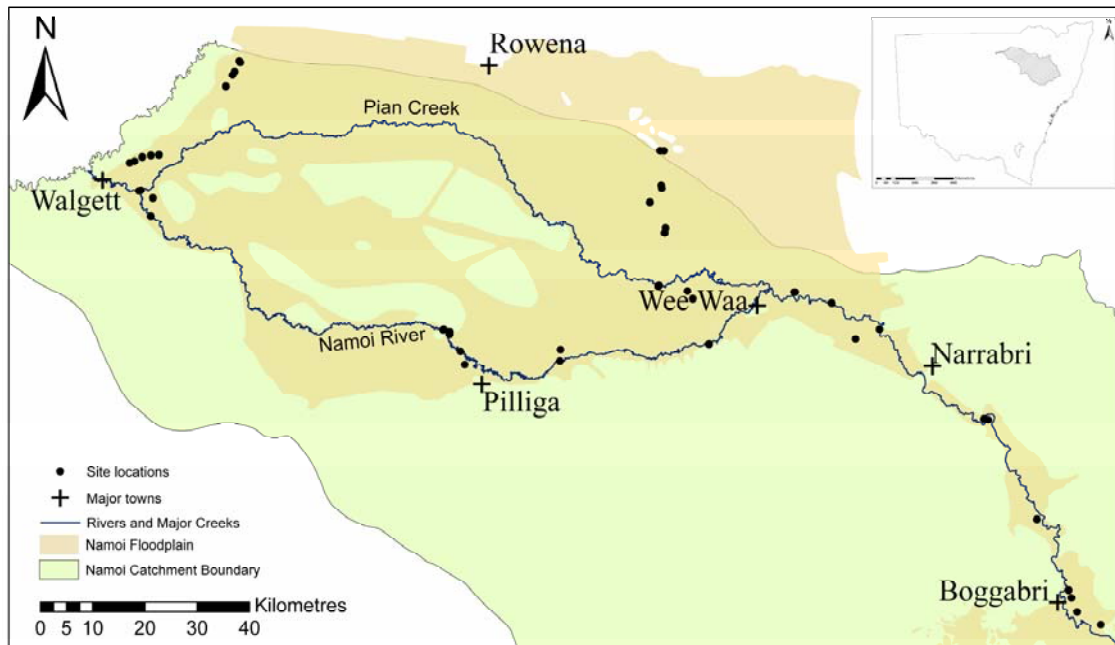 N
Rowena
N
Pian Creek
Walgett
Wee Waa
Namoi River
Narrabri
Pilliga
Site locations
Major towns
Rivers and Major Creeks
Namoi Floodplain
Namoi Catchment Boundary
Boggabri
Kilometres
0 5 10 20 30 40